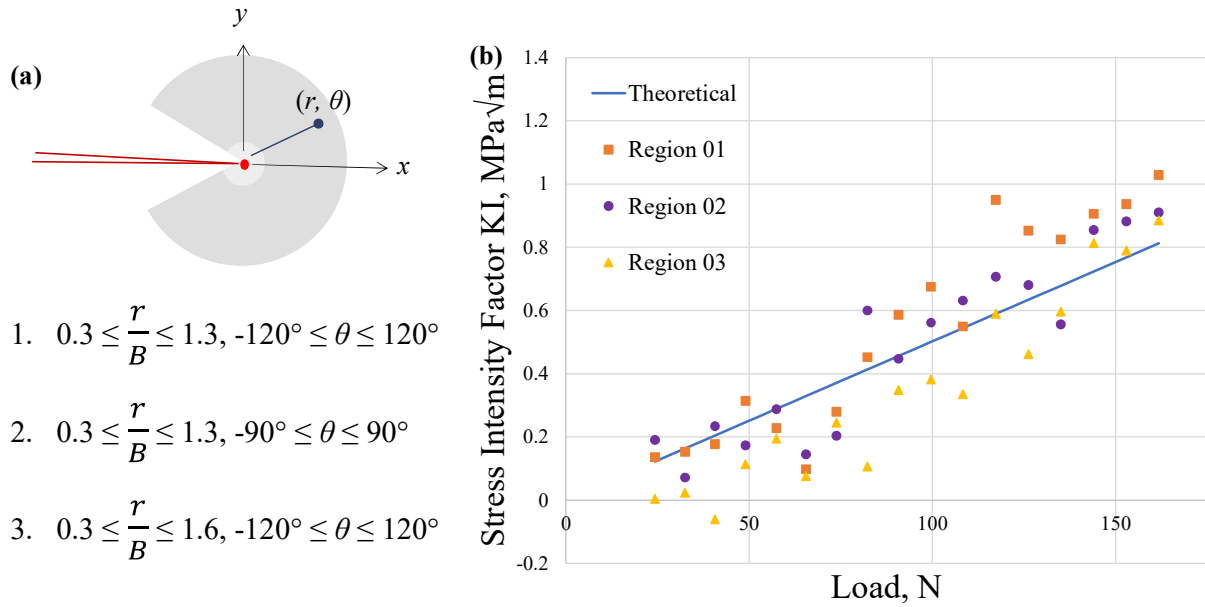 (a)
y
(r, θ)
x
1. 0.3 ≤ r/B ≤ 1.3, -120° ≤ θ ≤ 120°
2. 0.3 ≤ r/B ≤ 1.3, -90° ≤ θ ≤ 90°
3. 0.3 ≤ r/B ≤ 1.6, -120° ≤ θ ≤ 120°
(b)
Stress Intensity Factor KI, MPa√m
1.4
1.2
1
0.8
0.6
0.4
0.2
0
-0.2
Theoretical
Region 01
Region 02
Region 03
0
50
100
150
Load, N